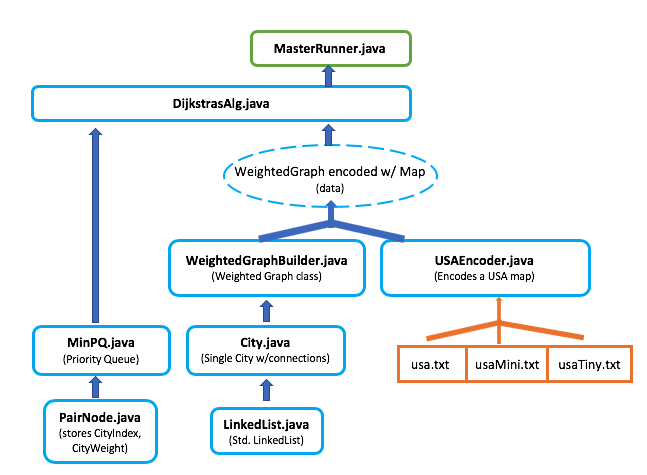 MasterRunner.java
DijkstrasAlg.java
WeightedGraph encoded w/ Map
(data)
WeightedGraphBuilder.java
(Weighted Graph class)
USAEncoder.java
(Encodes a USA map)
MinPQ.java
(Priority Queue)
City.java
(Single City w/connections)
usa.txt
usaMini.txt
usaTiny.txt
PairNode.java
(stores CityIndex,
CityWeight)
LinkedList.java
(Std. LinkedList)